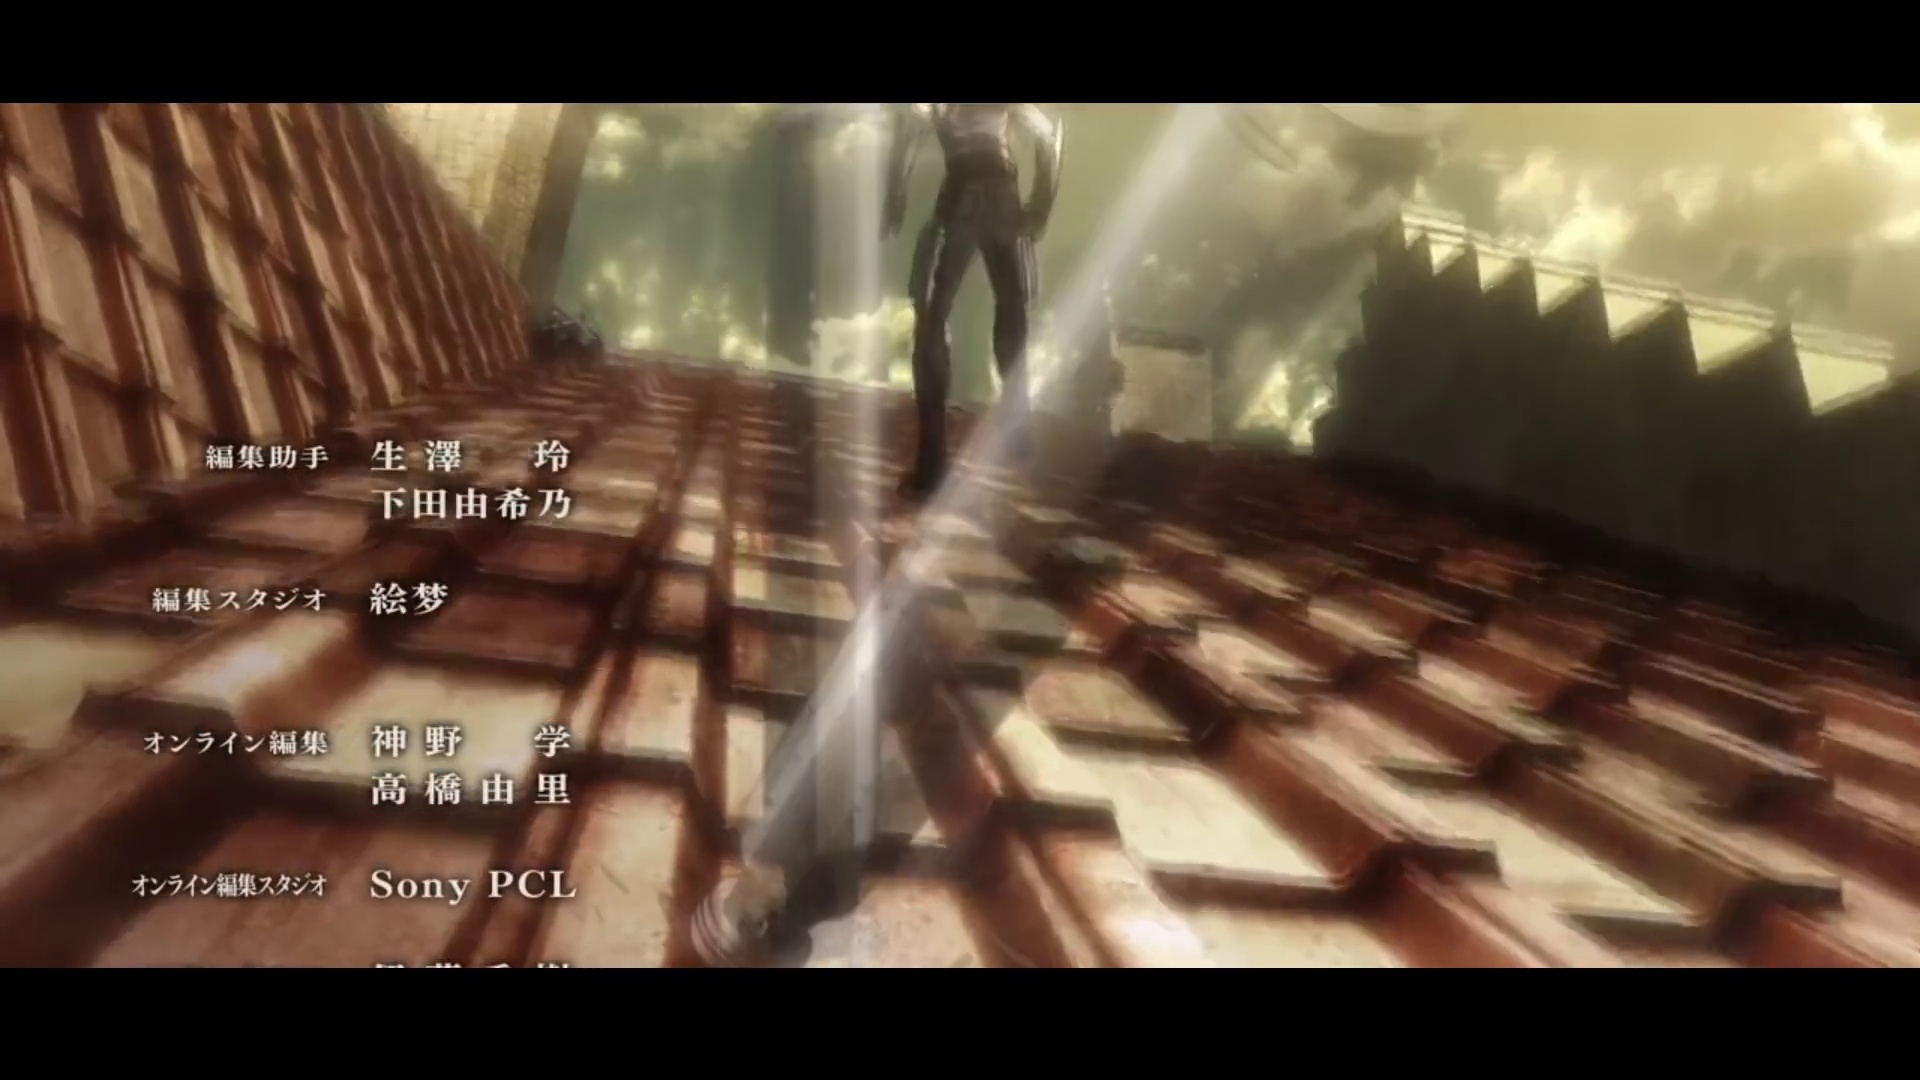 編集助手 生澤 玲
下田由希乃
編集スタジオ 絵梦
オンライン編集 神野 学
高橋由里
オンライン編集スタジオ Sony PCL